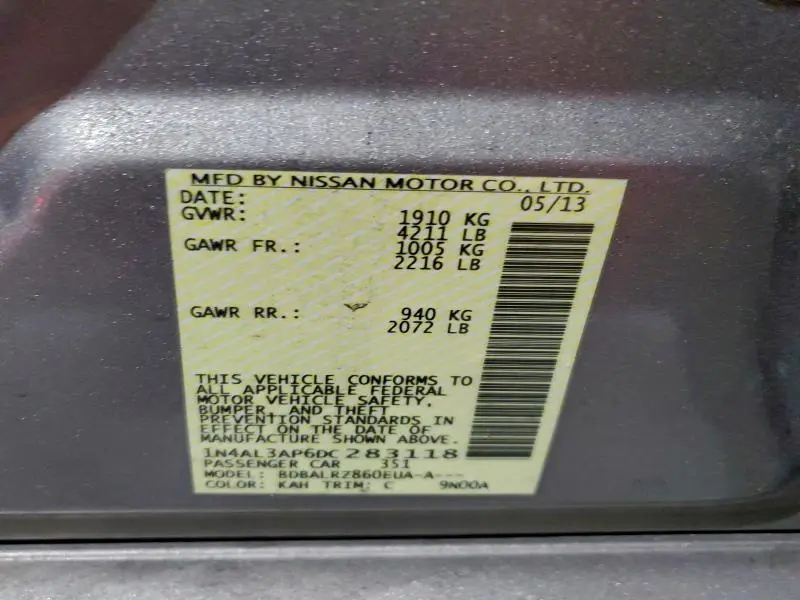 MFD BY NISSAN MOTOR CO., LTD.
DATE: 05/13
GVWR: 1910 KG
4211 LB
GAWR FR.: 1005 KG
2216 LB
GAWR RR.: 940 KG
2072 LB
THIS VEHICLE CONFORMS TO
ALL APPLICABLE FEDERAL
MOTOR VEHICLE SAFETY,
BUMPER, AND THEFT
PREVENTION STANDARDS IN
EFFECT ON THE DATE OF
MANUFACTURE SHOWN ABOVE.
1N4AL3AP6DC283118
PASSENGER CAR 351
MODEL: BDBALRZ860EUA-A---
COLOR: KAH TRIM: C 9N00A